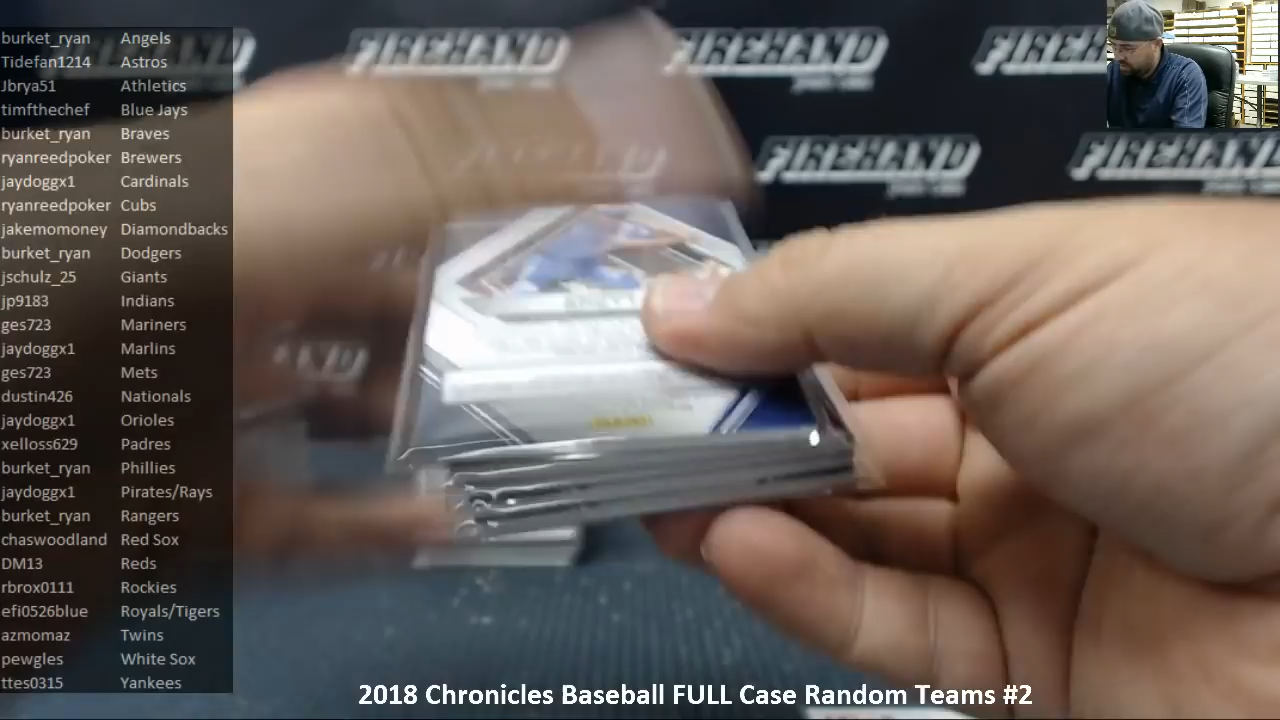 burket_ryan Angels
Tidefan1214 Astros
Jbrya51 Athletics
timfthechef Blue Jays
burket_ryan Braves
ryanreedpoker Brewers
jaydoggx1 Cardinals
ryanreedpoker Cubs
jakemomoney Diamondbacks
burket_ryan Dodgers
jschulz_25 Giants
jp9183 Indians
ges723 Mariners
jaydoggx1 Marlins
ges723 Mets
dustin426 Nationals
jaydoggx1 Orioles
xelloss629 Padres
burket_ryan Phillies
jaydoggx1 Pirates/Rays
burket_ryan Rangers
chaswoodland Red Sox
DM13 Reds
rbrox0111 Rockies
efi0526blue Royals/Tigers
azmomaz Twins
pewgles White Sox
ttes0315 Yankees
FIREHAND FIREHAND FIREHAND
FIREHAND FIREHAND
2018 Chronicles Baseball FULL Case Random Teams #2